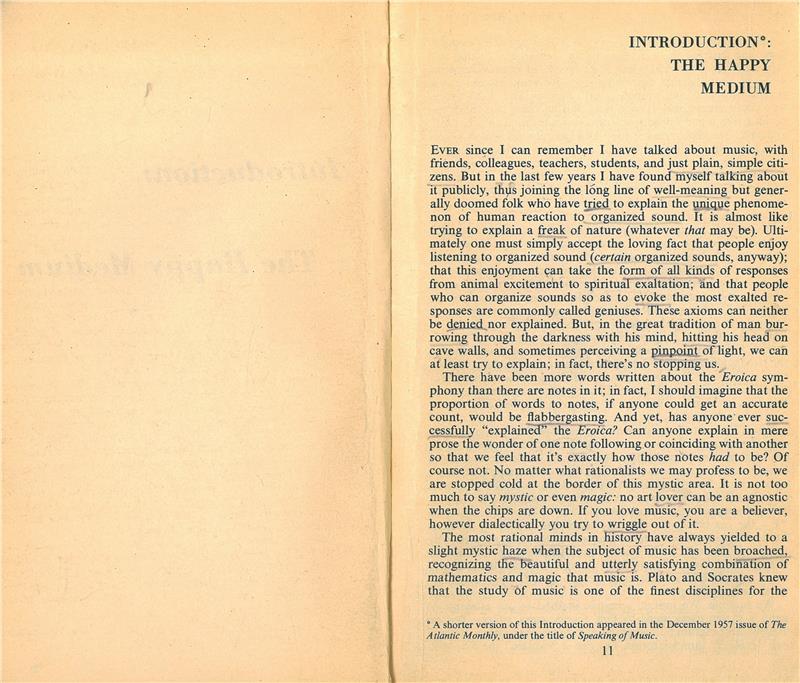 INTRODUCTION*:
THE HAPPY
MEDIUM
EVER since I can remember I have talked about music, with
friends, colleagues, teachers, students, and just plain, simple citi-
zens. But in the last few years I have found myself talking about
it publicly, thus joining the long line of well-meaning but gener-
ally doomed folk who have tried to explain the unique phenome-
non of human reaction to organized sound. It is almost like
trying to explain a freak of nature (whatever that may be). Ulti-
mately one must simply accept the loving fact that people enjoy
listening to organized sound (certain organized sounds, anyway);
that this enjoyment can take the form of all kinds of responses
from animal excitement to spiritual exaltation; and that people
who can organize sounds so as to evoke the most exalted re-
sponses are commonly called geniuses. These axioms can neither
be denied nor explained. But, in the great tradition of man bur-
rowing through the darkness with his mind, hitting his head on
cave walls, and sometimes perceiving a pinpoint of light, we can
at least try to explain; in fact, there's no stopping us.
There have been more words written about the Eroica sym-
phony than there are notes in it; in fact, I should imagine that the
proportion of words to notes, if anyone could get an accurate
count, would be flabbergasting. And yet, has anyone ever suc-
cessfully "explained" the Eroica? Can anyone explain in mere
prose the wonder of one note following or coinciding with another
so that we feel that it's exactly how those notes had to be? Of
course not. No matter what rationalists we may profess to be, we
are stopped cold at the border of this mystic area. It is not too
much to say mystic or even magic: no art lover can be an agnostic
when the chips are down. If you love music, you are a believer,
however dialectically you try to wriggle out of it.
The most rational minds in history have always yielded to a
slight mystic haze when the subject of music has been broached,
recognizing the beautiful and utterly satisfying combination of
mathematics and magic that music is. Plato and Socrates knew
that the study of music is one of the finest disciplines for the
* A shorter version of this Introduction appeared in the December 1957 issue of The
Atlantic Monthly, under the title of Speaking of Music.
11
Introduction:
The Happy Medium